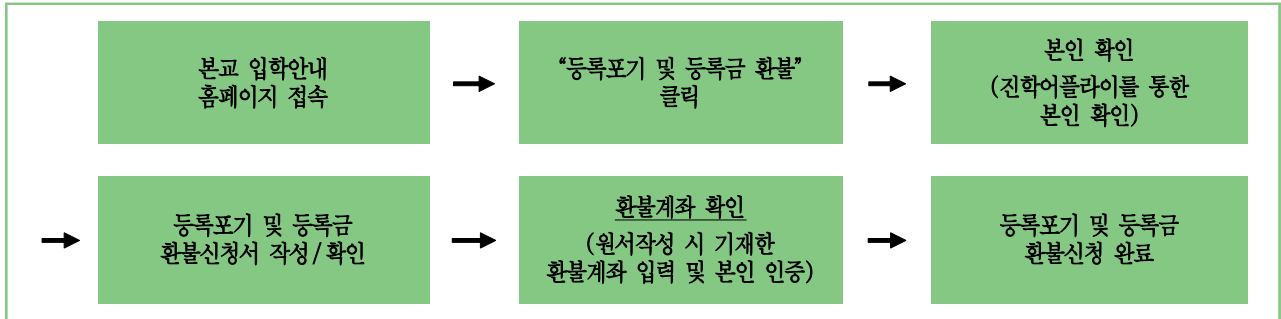 본교 입학안내
홈페이지 접속
“등록포기 및 등록금 환불”
클릭
본인 확인
(진학어플라이를 통한
본인 확인)
등록포기 및 등록금
환불신청서 작성/확인
환불계좌 확인
(원서작성 시 기재한
환불계좌 입력 및 본인 인증)
등록포기 및 등록금
환불신청 완료